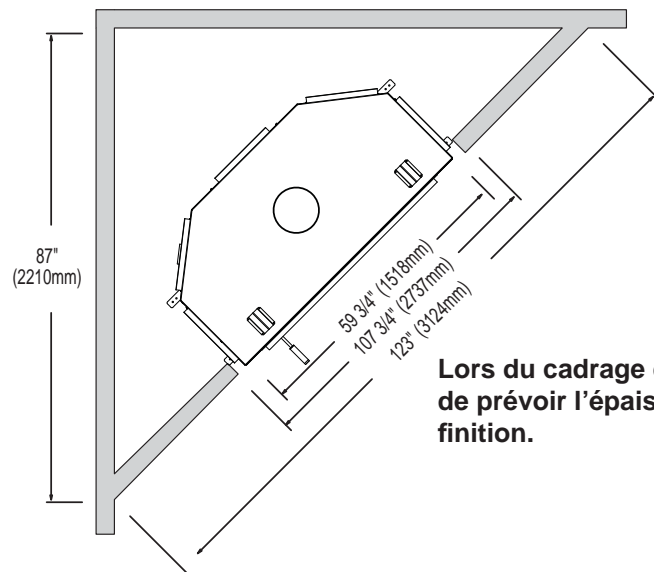 87"
(2210mm)
59 3/4" (1518mm)
107 3/4" (2737mm)
123" (3124mm)
Lors du cadrage
de prévoir l’épais
finition.